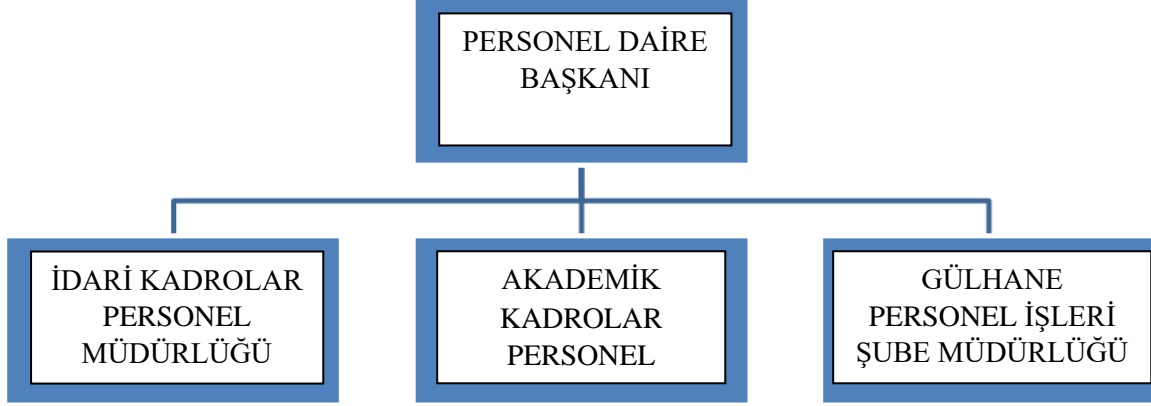 PERSONEL DAİRE
BAŞKANI
İDARİ KADROLAR
PERSONEL
MÜDÜRLÜĞÜ
AKADEMİK
KADROLAR
PERSONEL
GÜLHANE
PERSONEL İŞLERİ
ŞUBE MÜDÜRLÜĞÜ